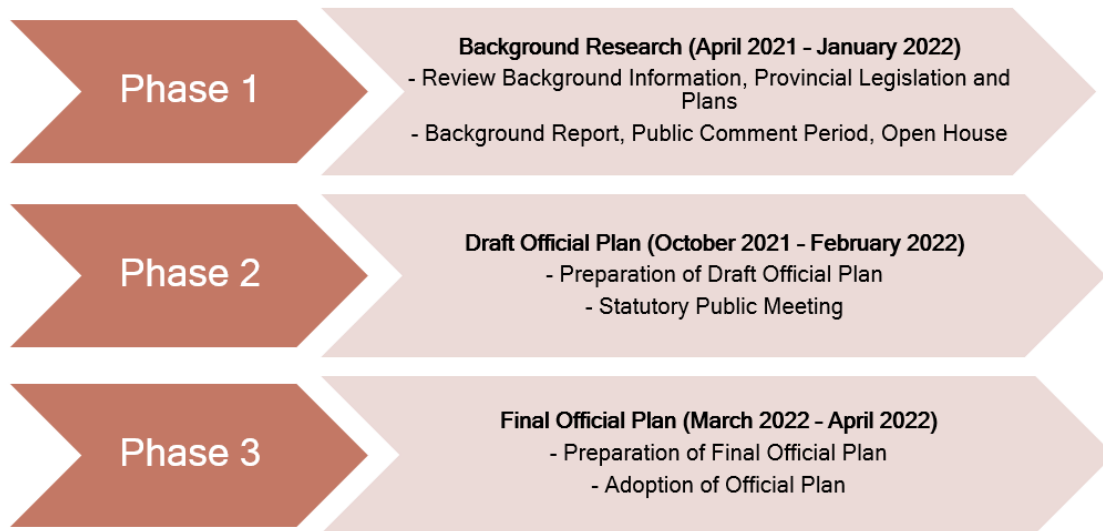 Phase 1
Background Research (April 2021 – January 2022)
- Review Background Information, Provincial Legislation and
Plans
- Background Report, Public Comment Period, Open House
Phase 2
Draft Official Plan (October 2021 – February 2022)
- Preparation of Draft Official Plan
- Statutory Public Meeting
Phase 3
Final Official Plan (March 2022 – April 2022)
- Preparation of Final Official Plan
- Adoption of Official Plan